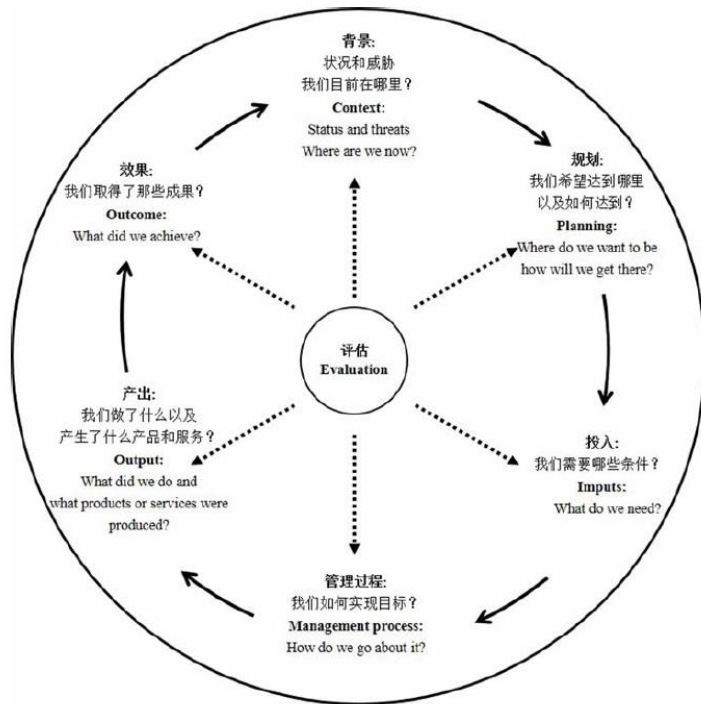 背景:
状况和威胁
我们目前在哪里？
Context:
Status and threats
Where are we now?
规划:
我们希望达到哪里
以及如何达到？
Planning:
Where do we want to be
how will we get there?
投入:
我们需要哪些条件？
Imputs:
What do we need?
管理过程:
我们如何实现目标？
Management process:
How do we go about it?
产出:
我们做了什么以及
产生了什么产品和服务？
Output:
What did we do and
what products or services were
produced?
效果:
我们取得了那些成果？
Outcome:
What did we achieve?
评估
Evaluation